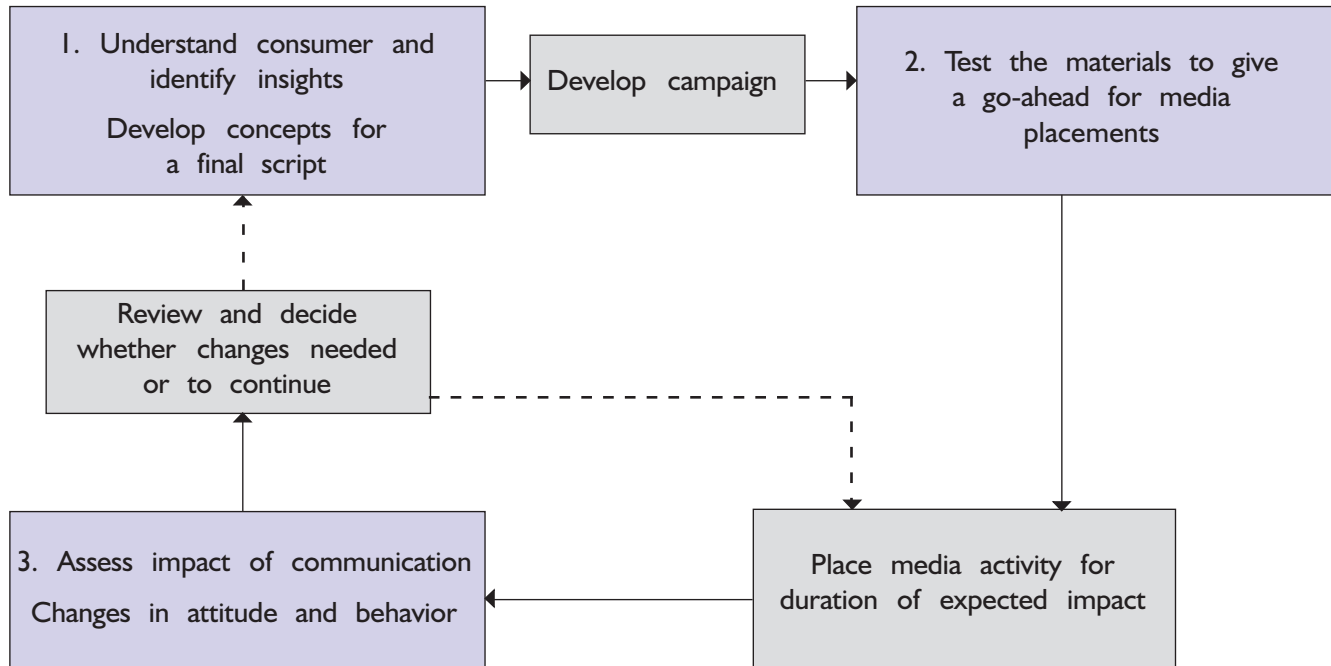 1. Understand consumer and
identify insights
Develop concepts for
a final script
Develop campaign
2. Test the materials to give
a go-ahead for media
placements
Review and decide
whether changes needed
or to continue
3. Assess impact of communication
Changes in attitude and behavior
Place media activity for
duration of expected impact